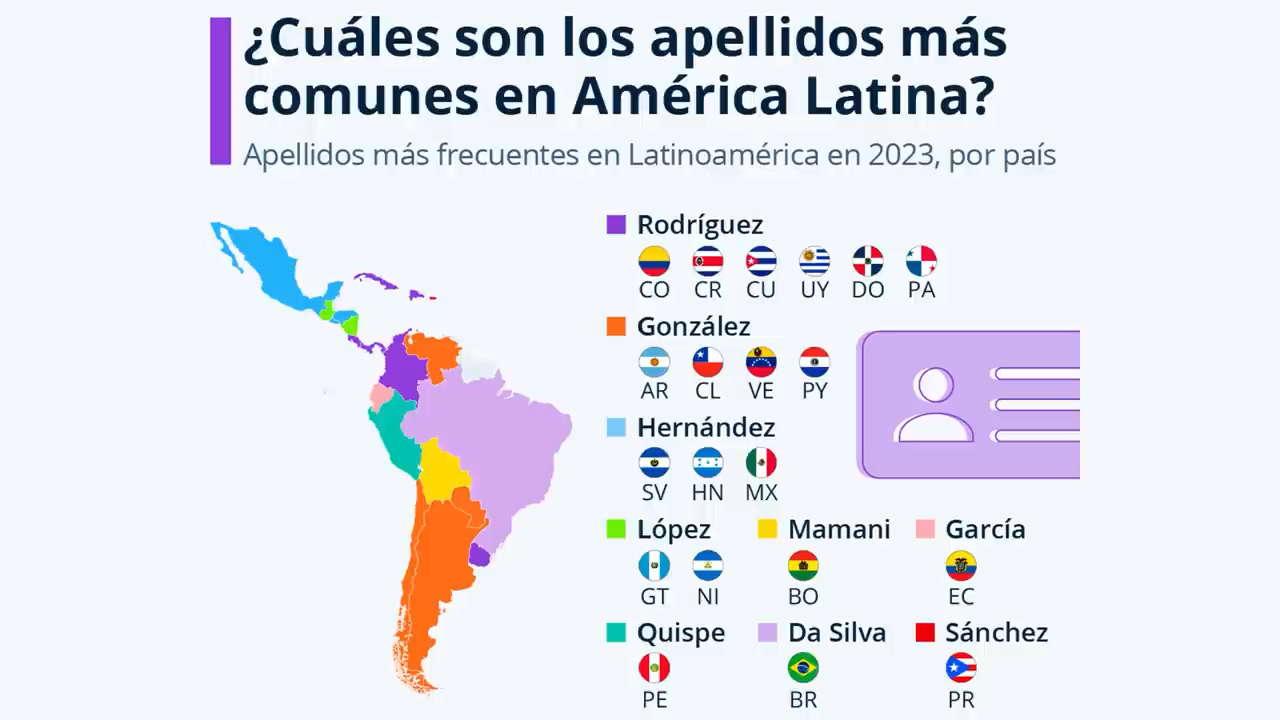 ¿Cuáles son los apellidos más
comunes en América Latina?
Apellidos más frecuentes en Latinoamérica en 2023, por país
Rodríguez
CO CR CU UY DO PA
González
AR CL VE PY
Hernández
SV HN MX
López Mamani García
GT NI BO EC
Quispe Da Silva Sánchez
PE BR PR